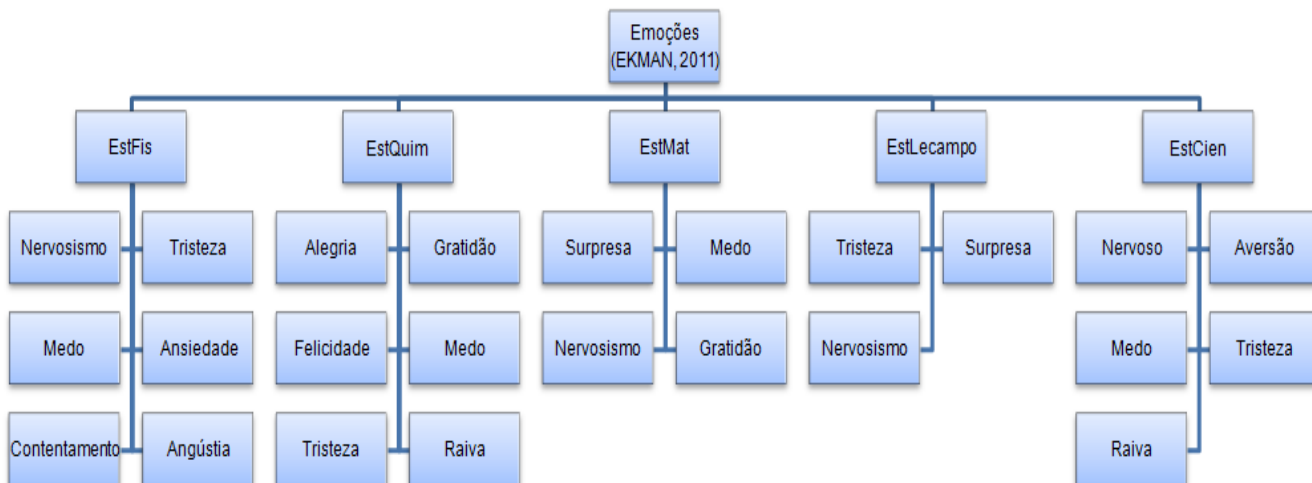 Emoções
(EKMAN, 2011)
EstFis
EstQuim
EstMat
EstLecampo
EstCien
Nervosismo
Tristeza
Alegria
Gratidão
Surpresa
Medo
Tristeza
Surpresa
Nervoso
Aversão
Medo
Ansiedade
Felicidade
Medo
Nervosismo
Gratidão
Nervosismo
Medo
Tristeza
Contentamento
Angústia
Tristeza
Raiva
Raiva